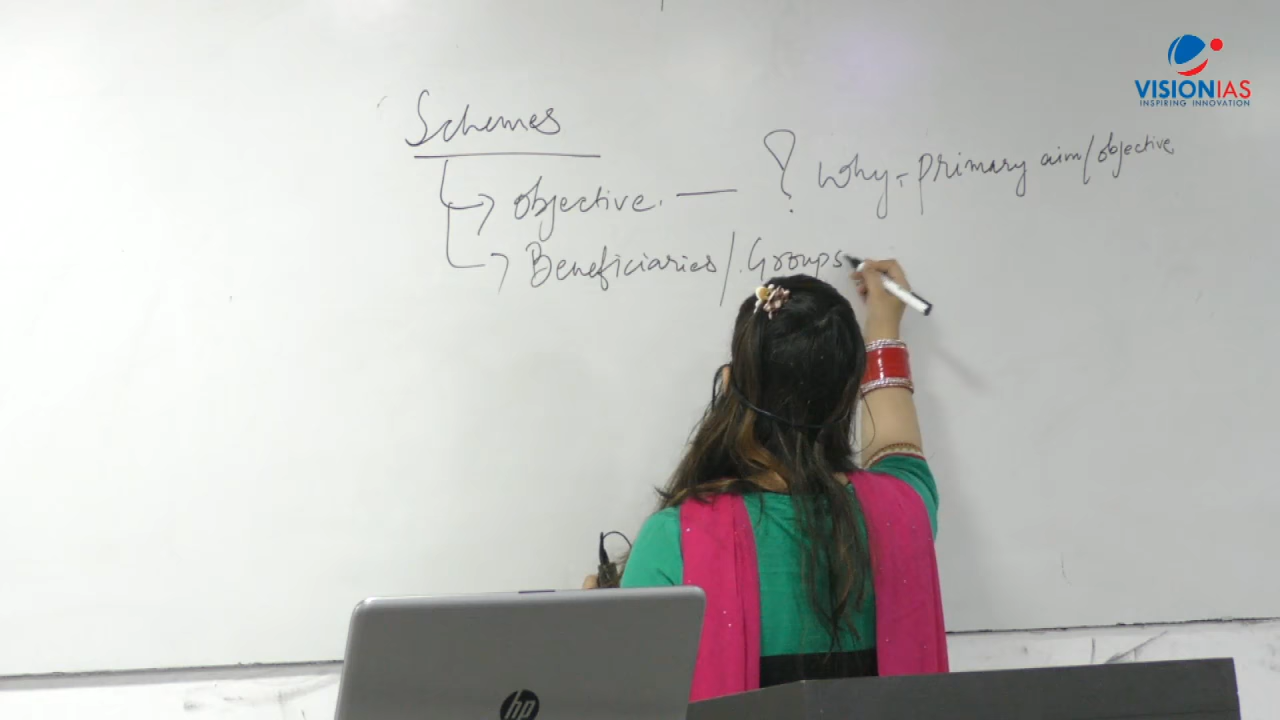 VISIONIAS
INSPIRING INNOVATION
Schemes
→ Objective. — ? Why, Primary aim/objective
→ Beneficiaries/Groups
hp